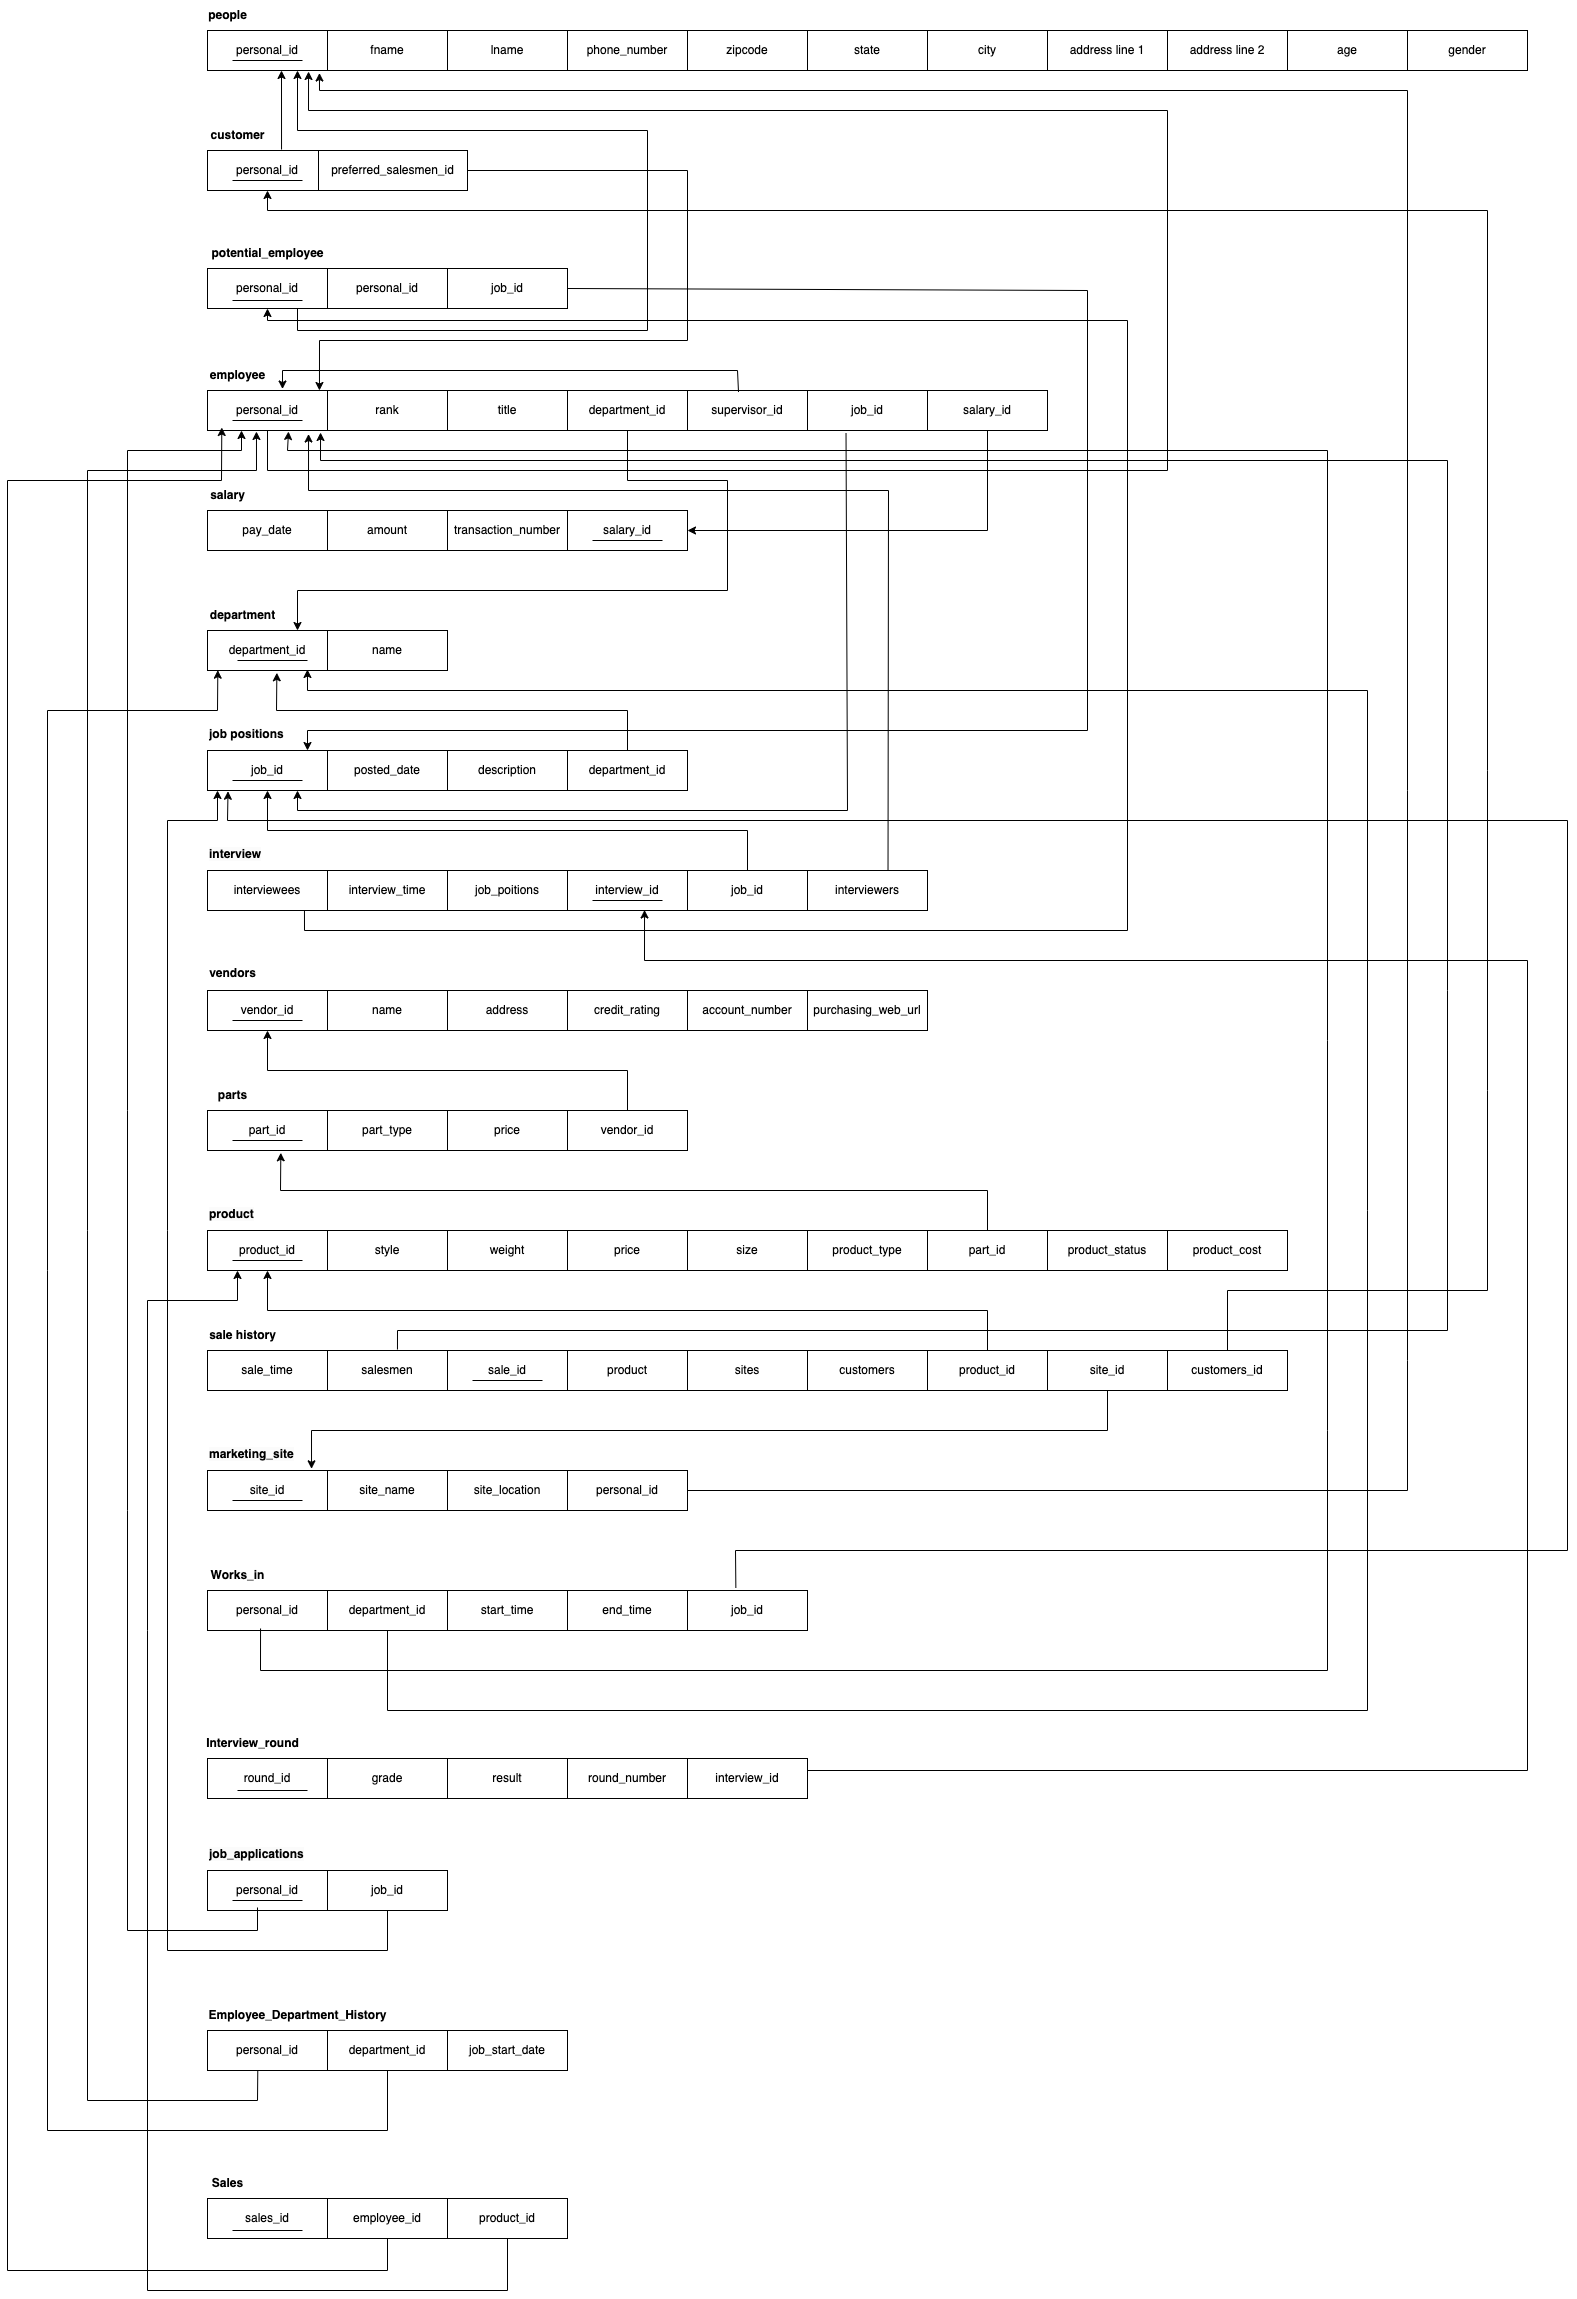 people
personal_id fname lname phone_number zipcode state city address line 1 address line 2 age gender
customer
personal_id preferred_salesmen_id
potential_employee
personal_id personal_id job_id
employee
personal_id rank title department_id supervisor_id job_id salary_id
salary
pay_date amount transaction_number salary_id
department
department_id name
job positions
job_id posted_date description department_id
interview
interviewees interview_time job_poitions interview_id job_id interviewers
vendors
vendor_id name address credit_rating account_number purchasing_web_url
parts
part_id part_type price vendor_id
product
product_id style weight price size product_type part_id product_status product_cost
sale history
sale_time salesmen sale_id product sites customers product_id site_id customers_id
marketing_site
site_id site_name site_location personal_id
Works_in
personal_id department_id start_time end_time job_id
Interview_round
round_id grade result round_number interview_id
job_applications
personal_id job_id
Employee_Department_History
personal_id department_id job_start_date
Sales
sales_id employee_id product_id